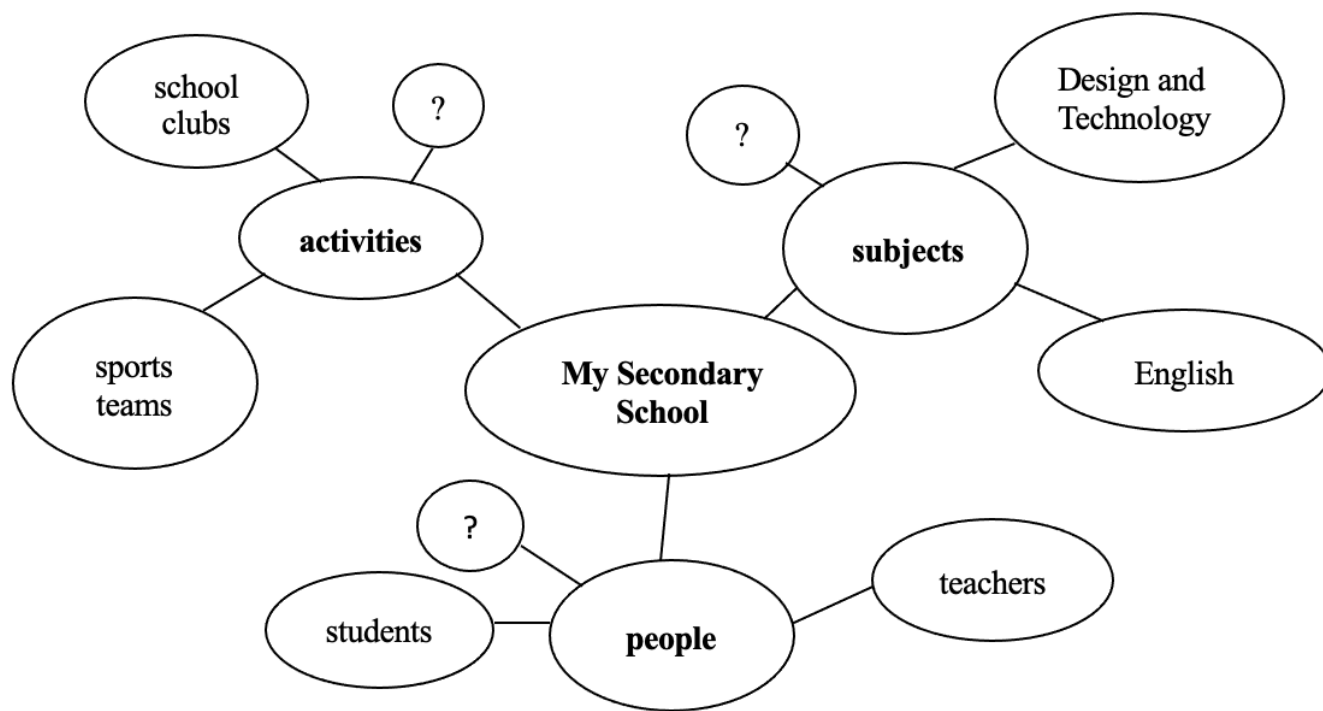 school
clubs
?
activities
sports
teams
?
Design and
Technology
subjects
English
My Secondary
School
?
students
people
teachers